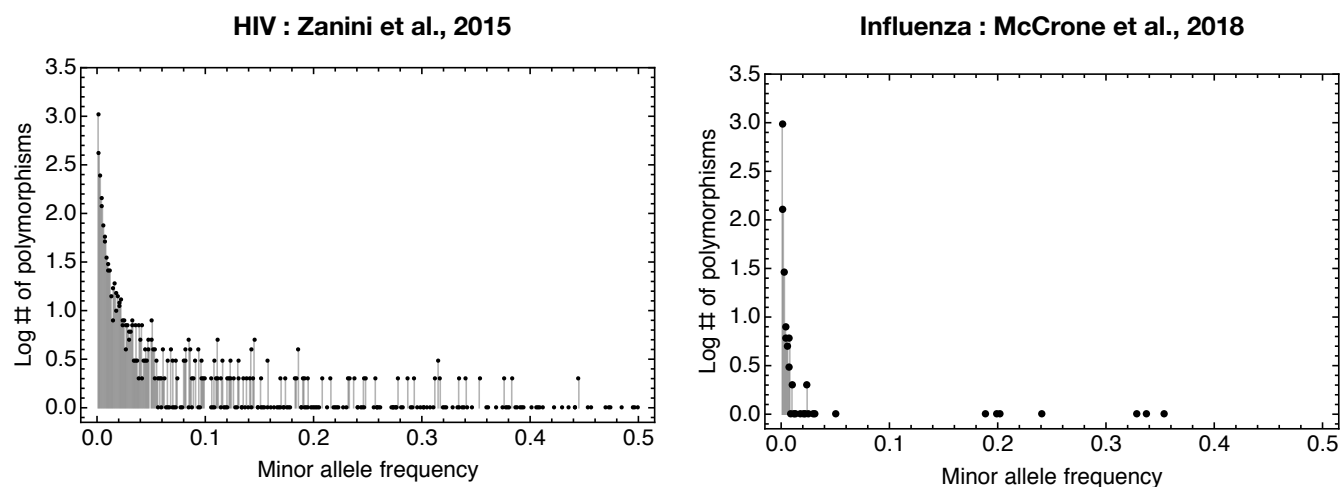 HIV : Zanini et al., 2015
Log # of polymorphisms
3.5
3.0
2.5
2.0
1.5
1.0
0.5
0.0
0.0 0.1 0.2 0.3 0.4 0.5
Minor allele frequency
Influenza : McCrone et al., 2018
Log # of polymorphisms
3.5
3.0
2.5
2.0
1.5
1.0
0.5
0.0
0.0 0.1 0.2 0.3 0.4 0.5
Minor allele frequency